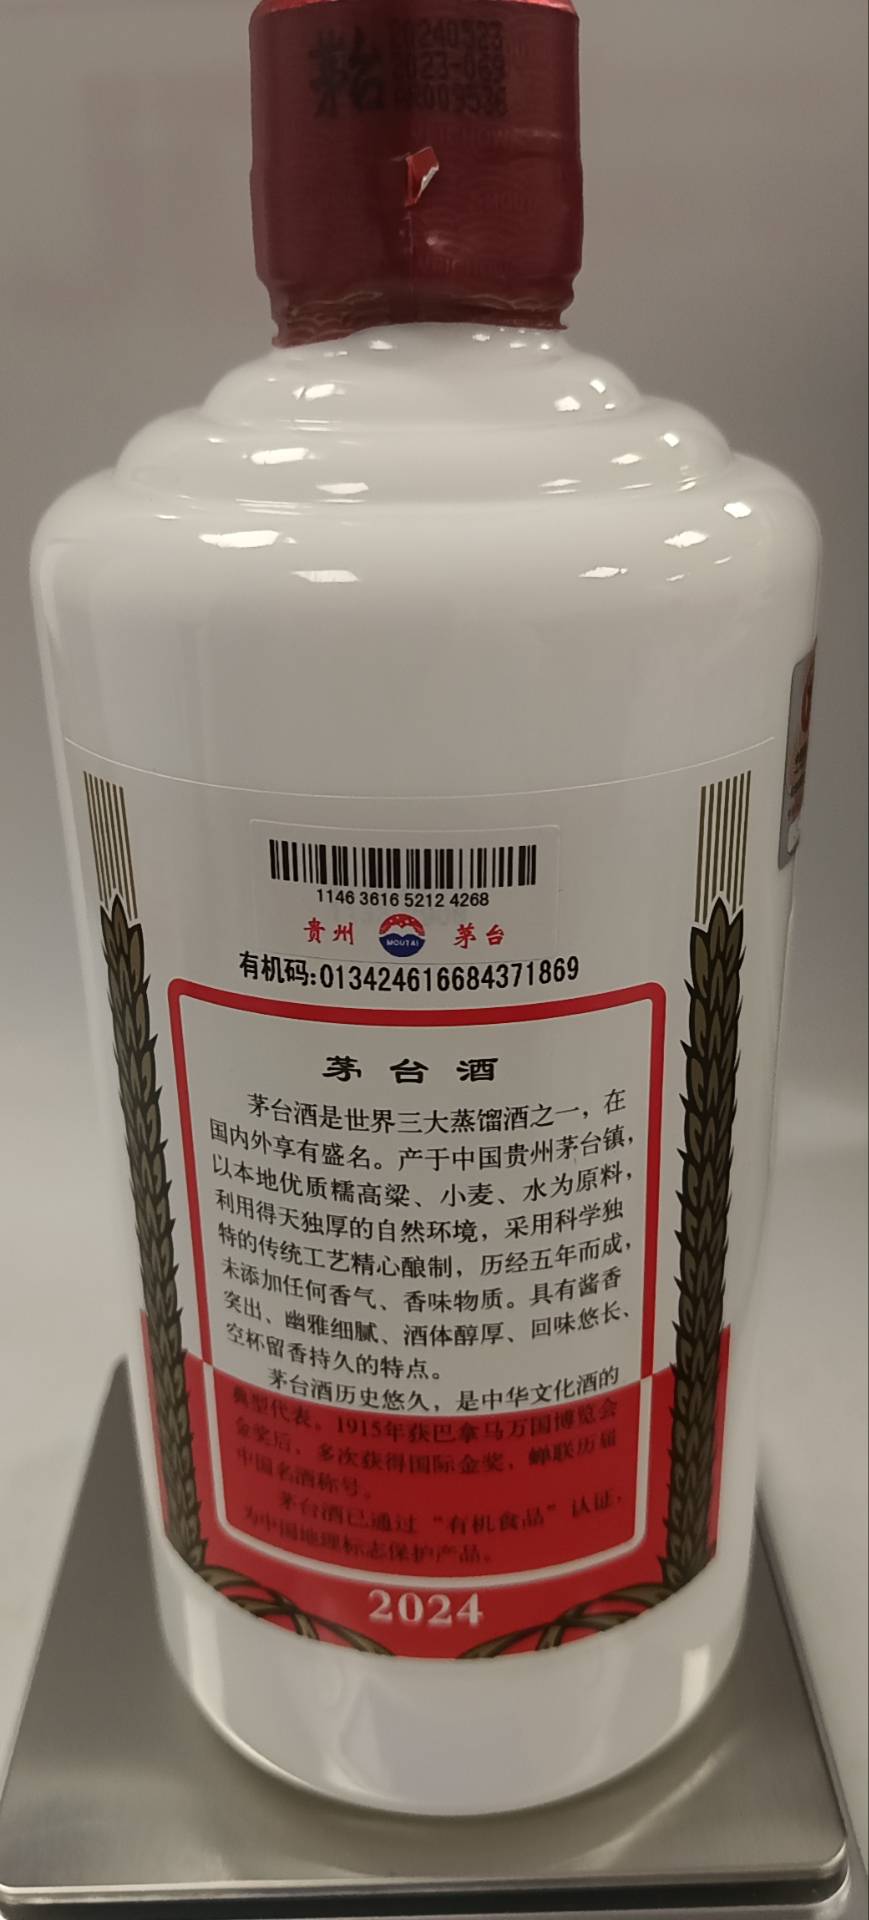 茅台
20240523
2023-069
1146 3616 5212 4268
贵州 MOUTAI 茅台
有机码:013424616684371869
茅台酒
茅台酒是世界三大蒸馏酒之一，在
国内外享有盛名。产于中国贵州茅台镇，
以本地优质糯高粱、小麦、水为原料，
利用得天独厚的自然环境，采用科学独
特的传统工艺精心酿制，历经五年而成，
未添加任何香气、香味物质。具有酱香
突出、幽雅细腻、酒体醇厚、回味悠长、
空杯留香持久的特点。
茅台酒历史悠久，是中华文化酒的
典型代表。1915年获巴拿马万国博览会
金奖后，多次获得国际金奖，蝉联历届
中国名酒称号。
茅台酒已通过“有机食品”认证，
为中国地理标志保护产品。
2024